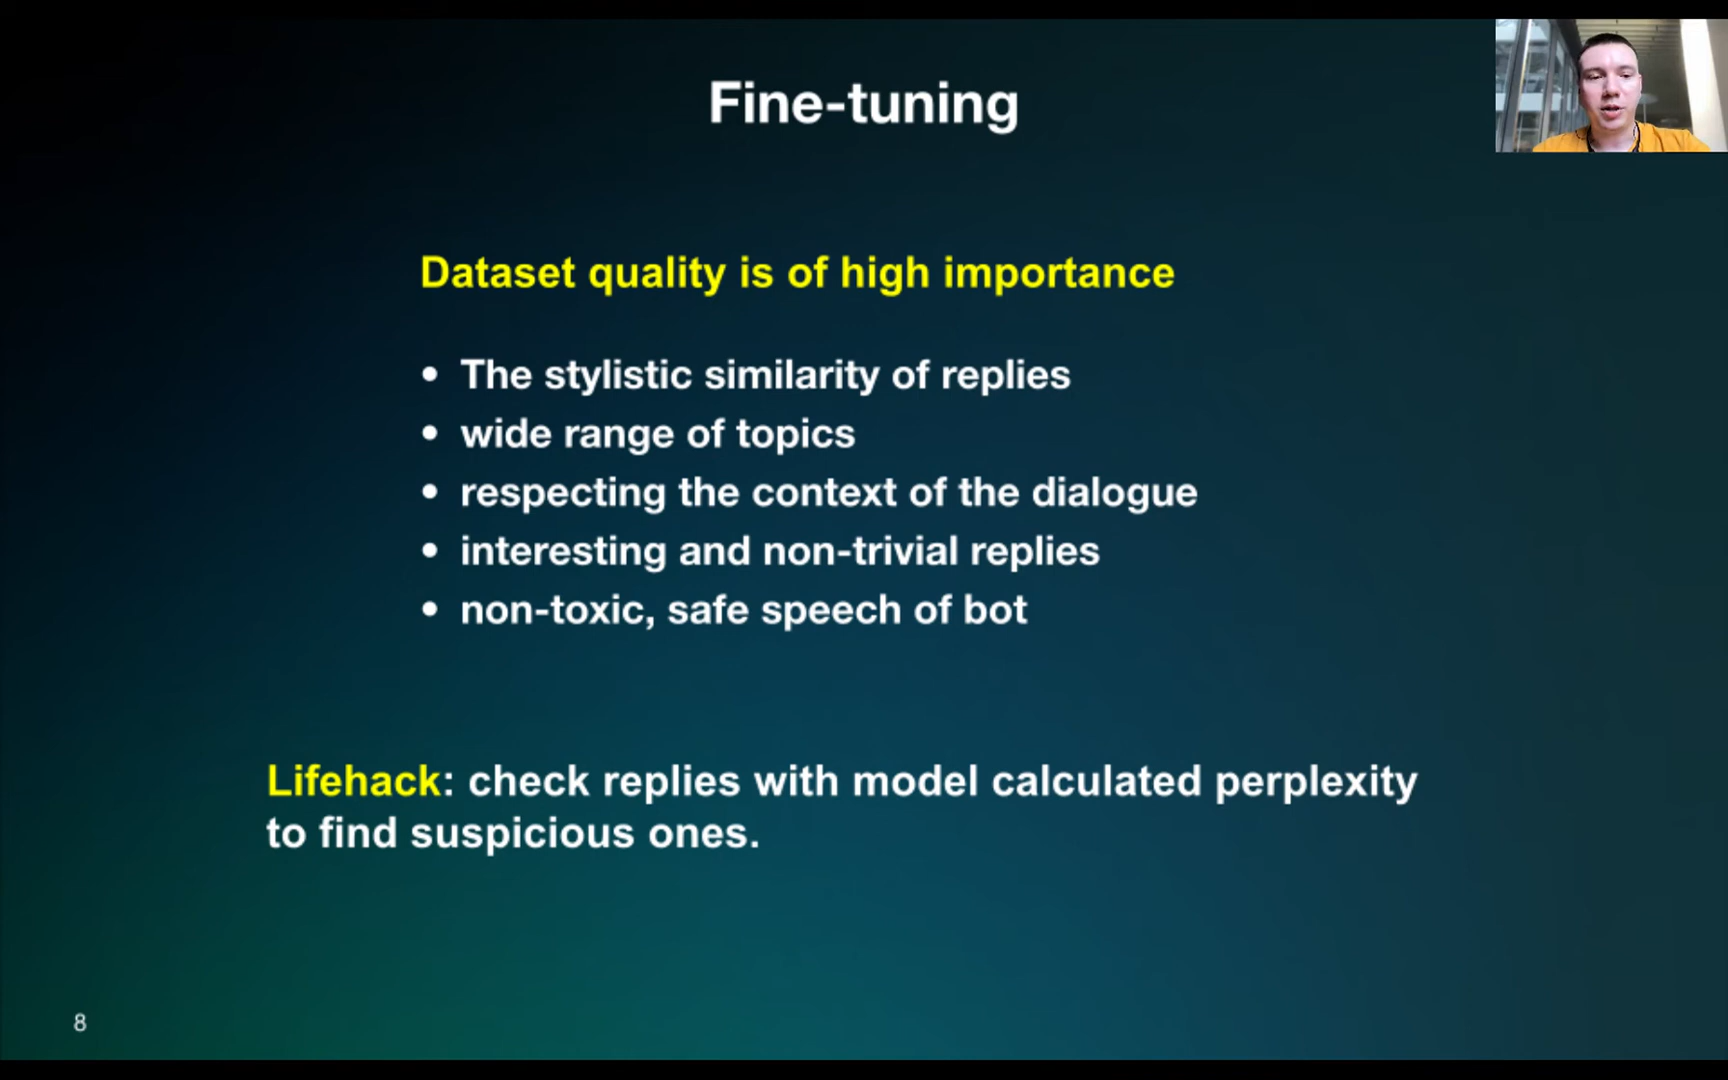 Fine-tuning
Dataset quality is of high importance
• The stylistic similarity of replies
• wide range of topics
• respecting the context of the dialogue
• interesting and non-trivial replies
• non-toxic, safe speech of bot
Lifehack: check replies with model calculated perplexity
to find suspicious ones.
8